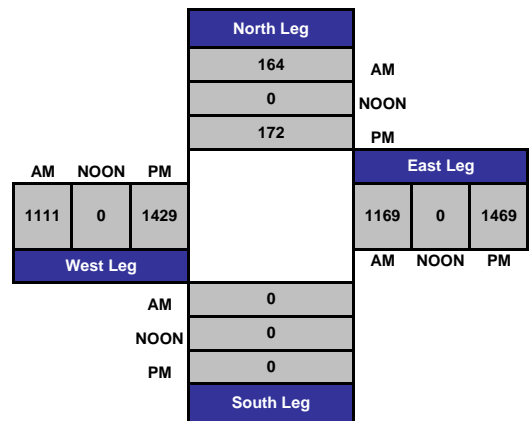 North Leg
164 AM
0 NOON
172 PM
AM NOON PM
East Leg
1111 0 1429
1169 0 1469
West Leg
AM NOON PM
AM 0
NOON 0
PM 0
South Leg